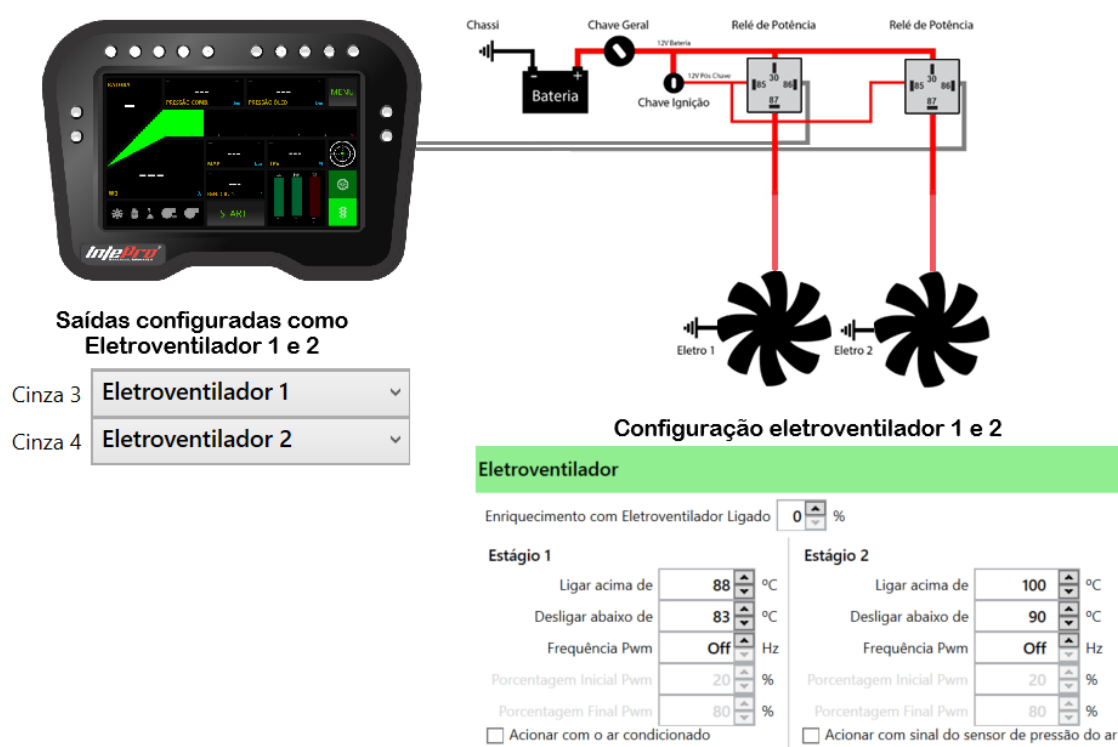 Chassi
Chave Geral
Relé de Potência
Relé de Potência
12V Bateria
12V Pós Chave
Bateria
Chave Ignição
85 30 86
87
85 30 86
87
PRESSÃO COMB.
PRESSÃO ÓLEO
MENU
MAP
START
InjePro
Eletro 1
Eletro 2
Saídas configuradas como
Eletroventilador 1 e 2
Cinza 3 Eletroventilador 1
Cinza 4 Eletroventilador 2
Configuração eletroventilador 1 e 2
Eletroventilador
Enriquecimento com Eletroventilador Ligado 0 %
Estágio 1
Ligar acima de 88 ºC
Desligar abaixo de 83 ºC
Frequência Pwm Off Hz
Porcentagem Inicial Pwm 20 %
Porcentagem Final Pwm 80 %
Acionar com o ar condicionado
Estágio 2
Ligar acima de 100 ºC
Desligar abaixo de 90 ºC
Frequência Pwm Off Hz
Porcentagem Inicial Pwm 20 %
Porcentagem Final Pwm 80 %
Acionar com sinal do sensor de pressão do ar